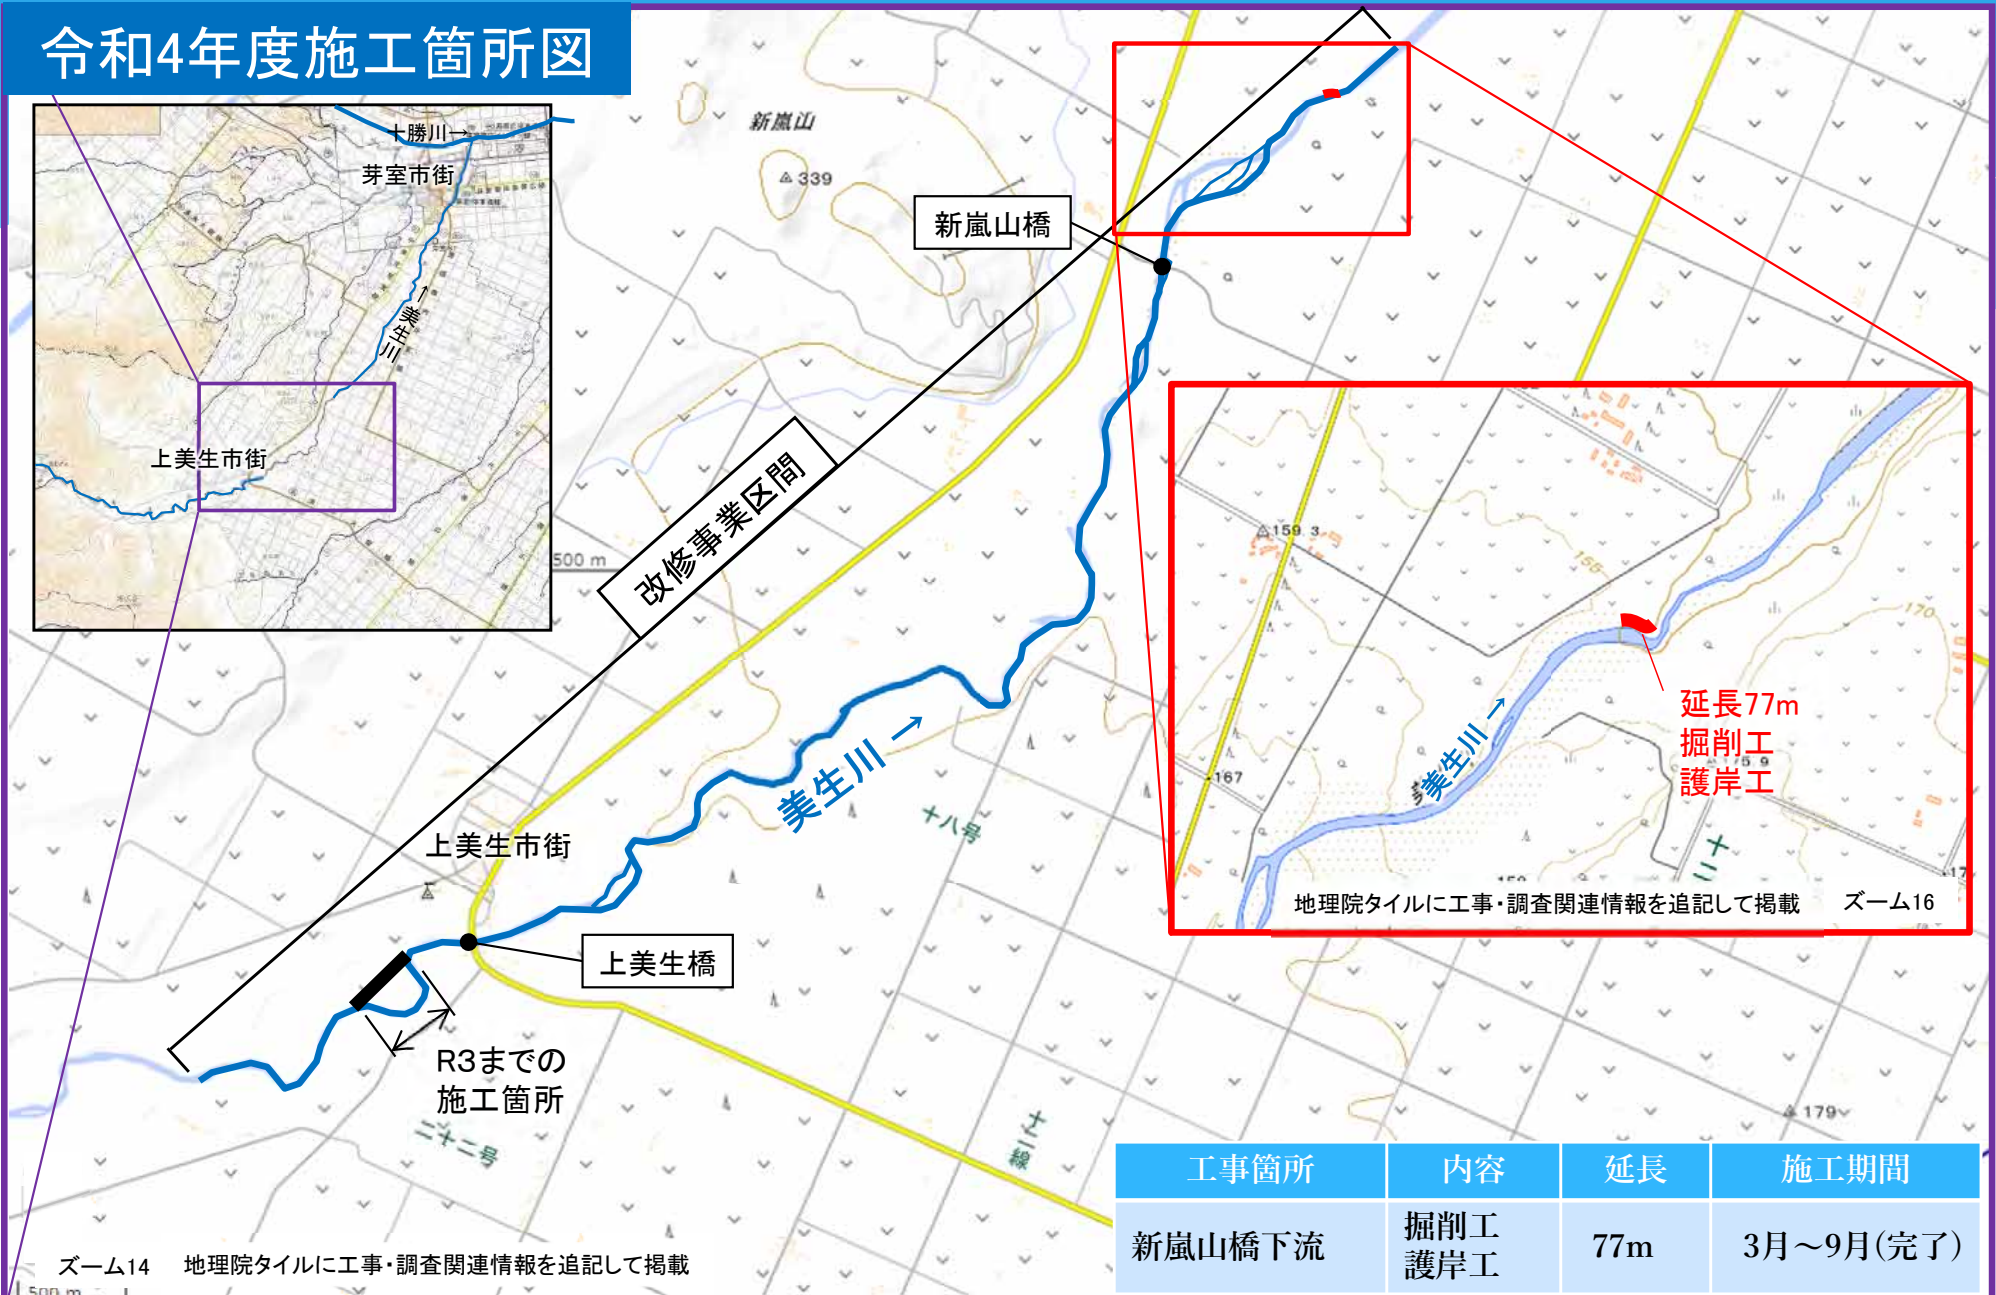 令和4年度施工箇所図
十勝川→
芽室市街
←美生川
上美生市街
新嵐山
339
新嵐山橋
改修事業区間
500 m
美生川 →
十八号
上美生市街
上美生橋
R3までの
施工箇所
二十二号
十二線
159.3
155
170
167
延長77m
掘削工
護岸工
美生川 →
十二
地理院タイルに工事・調査関連情報を追記して掲載 ズーム16
179
工事箇所 内容 延長 施工期間
新嵐山橋下流 掘削工 護岸工 77m 3月～9月(完了)
ズーム14 地理院タイルに工事・調査関連情報を追記して掲載
500 m